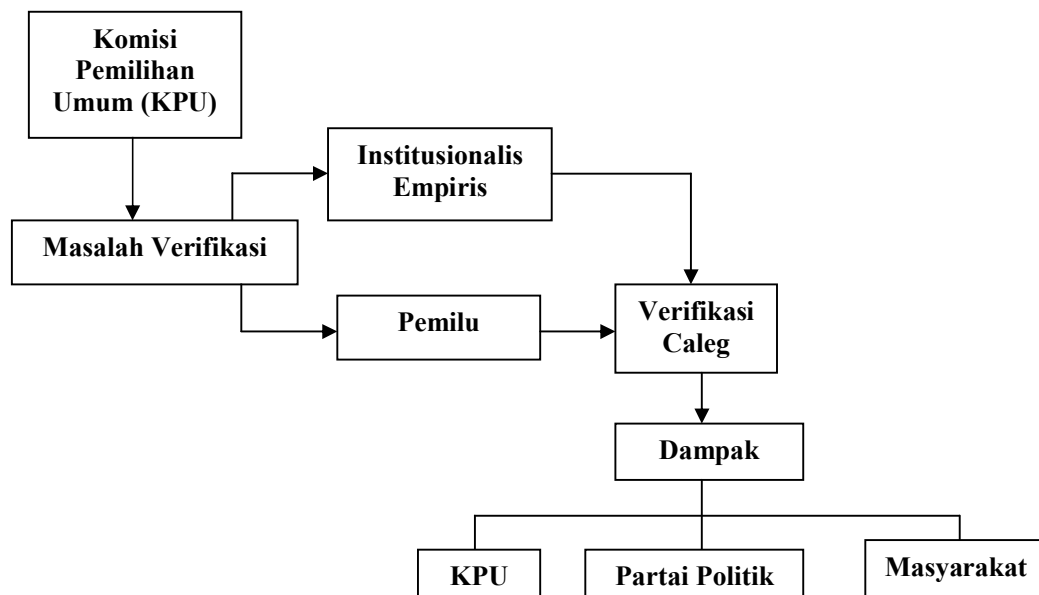 Komisi
Pemilihan
Umum (KPU)
Institusionalis
Empiris
Masalah Verifikasi
Pemilu
Verifikasi
Caleg
Dampak
KPU
Partai Politik
Masyarakat